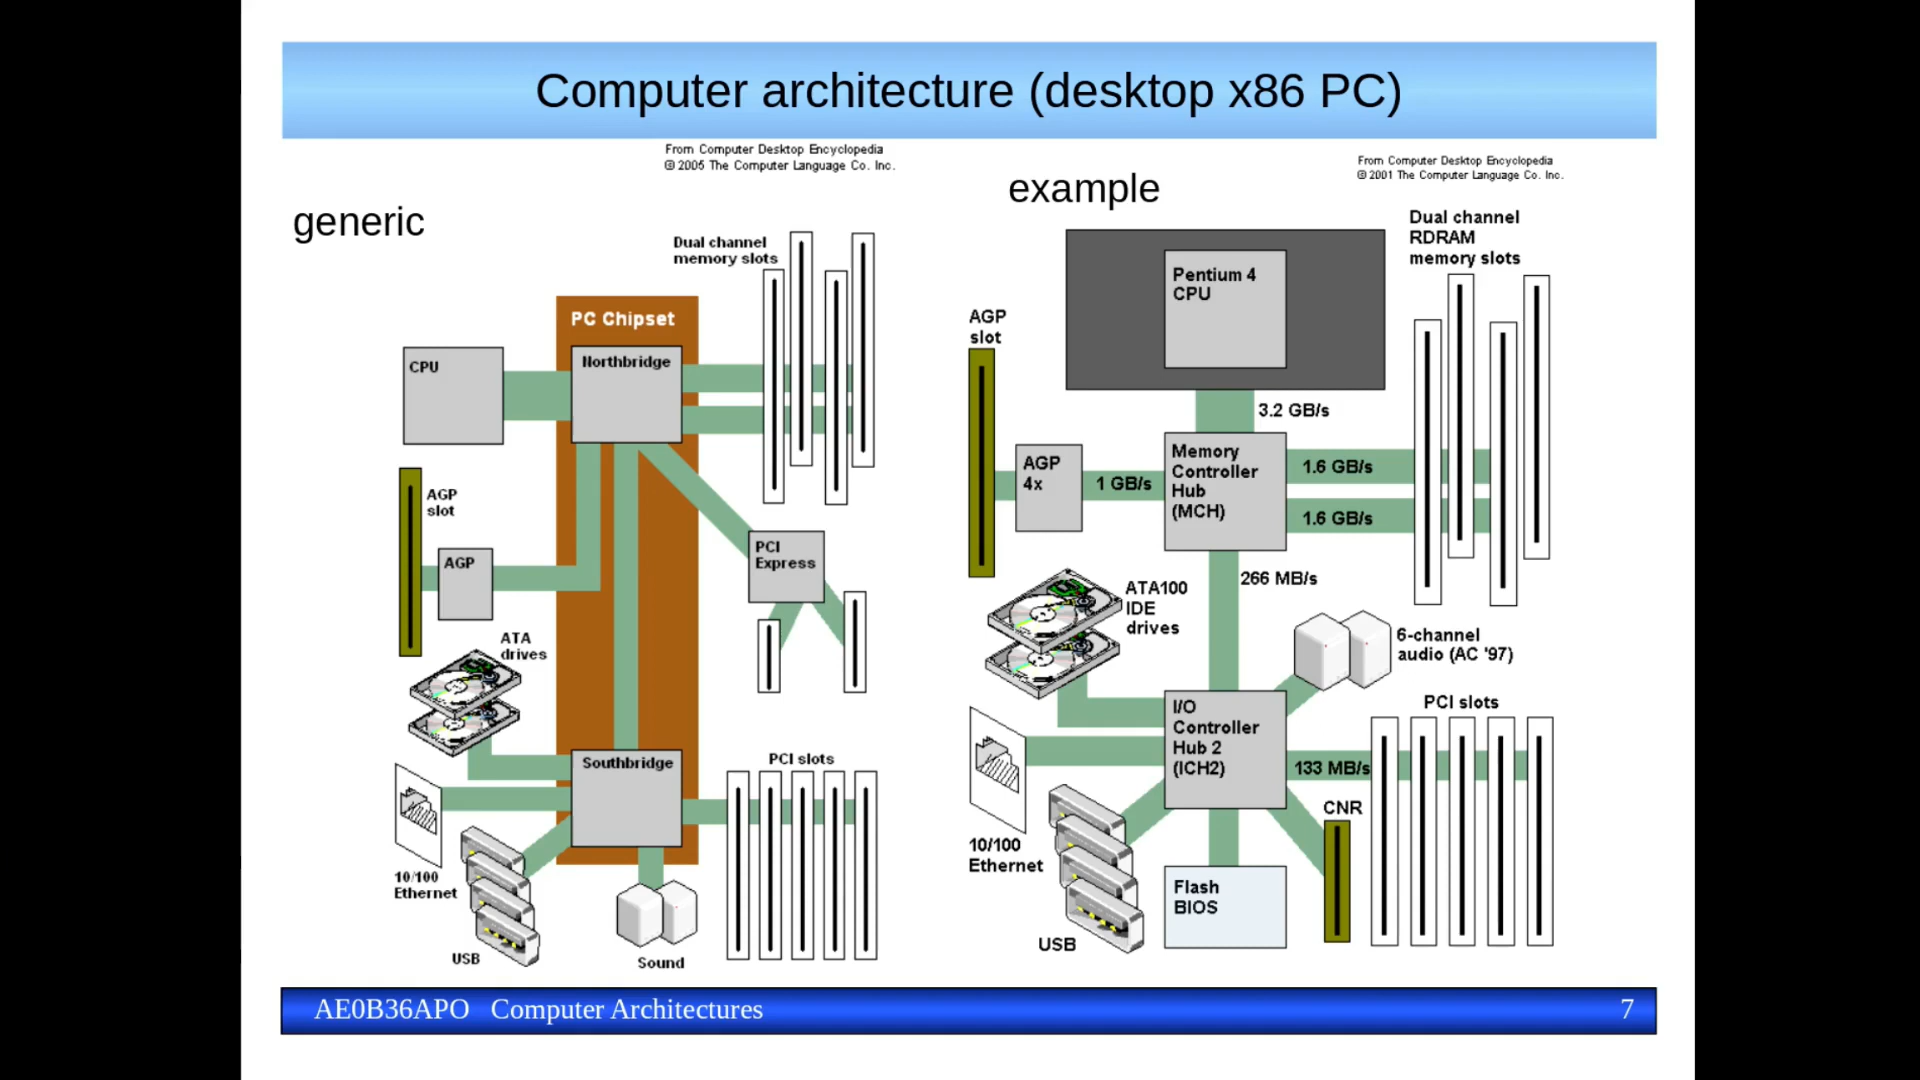 Computer architecture (desktop x86 PC)
From Computer Desktop Encyclopedia
© 2005 The Computer Language Co. Inc.
From Computer Desktop Encyclopedia
© 2001 The Computer Language Co. Inc.
generic
Dual channel
memory slots
PC Chipset
Northbridge
CPU
AGP
slot
AGP
PCI
Express
ATA
drives
Southbridge
PCI slots
10/100
Ethernet
USB
Sound
example
Dual channel
RDRAM
memory slots
Pentium 4
CPU
AGP
slot
3.2 GB/s
AGP
4x
1 GB/s
Memory
Controller
Hub
(MCH)
1.6 GB/s
1.6 GB/s
266 MB/s
ATA100
IDE
drives
6-channel
audio (AC '97)
I/O
Controller
Hub 2
(ICH2)
PCI slots
133 MB/s
CNR
10/100
Ethernet
USB
Flash
BIOS
AE0B36APO Computer Architectures
7